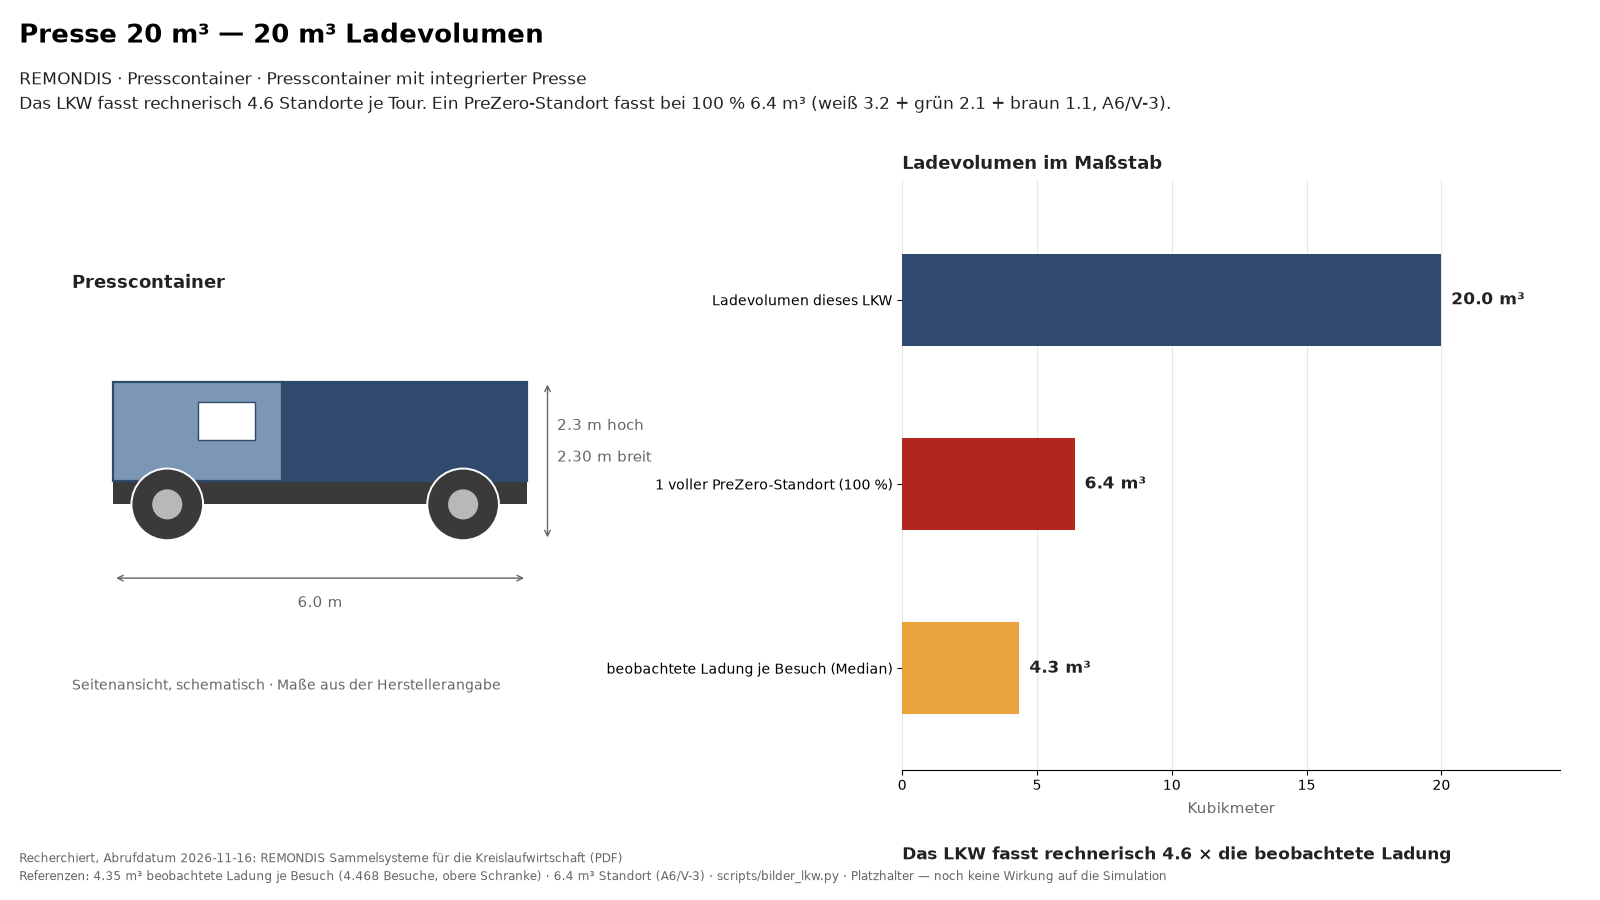 Presse 20 m³ — 20 m³ Ladevolumen
REMONDIS · Presscontainer · Presscontainer mit integrierter Presse
Das LKW fasst rechnerisch 4.6 Standorte je Tour. Ein PreZero-Standort fasst bei 100 % 6.4 m³ (weiß 3.2 + grün 2.1 + braun 1.1, A6/V-3).
Presscontainer
2.3 m hoch
2.30 m breit
6.0 m
Seitenansicht, schematisch · Maße aus der Herstellerangabe
Ladevolumen im Maßstab
Ladevolumen dieses LKW
20.0 m³
1 voller PreZero-Standort (100 %)
6.4 m³
beobachtete Ladung je Besuch (Median)
4.3 m³
0 5 10 15 20
Kubikmeter
Das LKW fasst rechnerisch 4.6 × die beobachtete Ladung
Recherchiert, Abrufdatum 2026-11-16: REMONDIS Sammelsysteme für die Kreislaufwirtschaft (PDF)
Referenzen: 4.35 m³ beobachtete Ladung je Besuch (4.468 Besuche, obere Schranke) · 6.4 m³ Standort (A6/V-3) · scripts/bilder_lkw.py · Platzhalter — noch keine Wirkung auf die Simulation